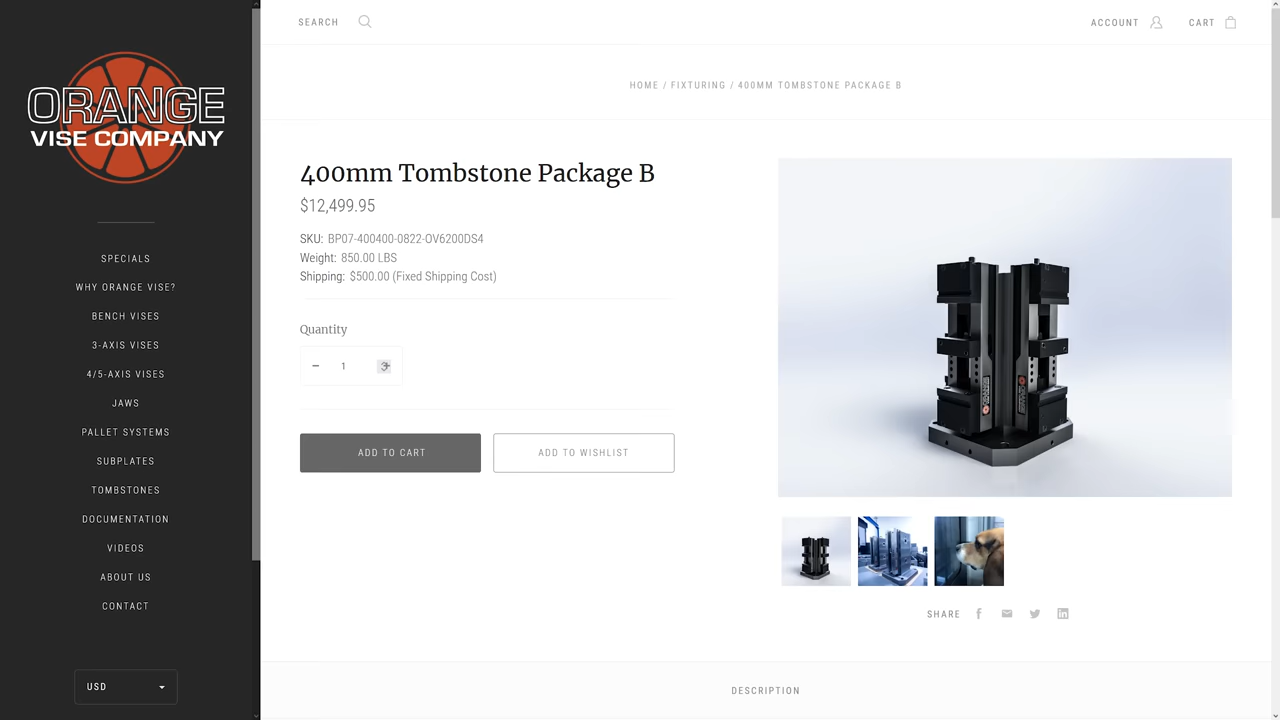 SEARCH
ACCOUNT
CART
ORANGE
VISE COMPANY
HOME / FIXTURING / 400MM TOMBSTONE PACKAGE B
400mm Tombstone Package B
$12,499.95
SKU: BP07-400400-0822-OV6200DS4
Weight: 850.00 LBS
Shipping: $500.00 (Fixed Shipping Cost)
Quantity
1
ADD TO CART
ADD TO WISHLIST
SPECIALS
WHY ORANGE VISE?
BENCH VISES
3-AXIS VISES
4/5-AXIS VISES
JAWS
PALLET SYSTEMS
SUBPLATES
TOMBSTONES
DOCUMENTATION
VIDEOS
ABOUT US
CONTACT
USD
ORANGE
ORANGE
SHARE
DESCRIPTION